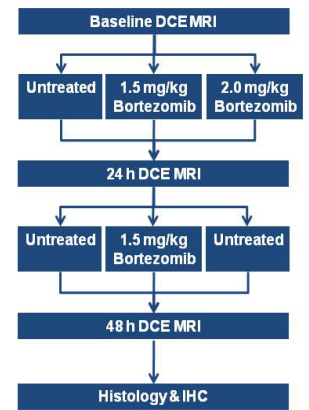 Baseline DCE MRI
Untreated
1.5 mg/kg
Bortezomib
2.0 mg/kg
Bortezomib
24 h DCE MRI
Untreated
1.5 mg/kg
Bortezomib
Untreated
48 h DCE MRI
Histology & IHC